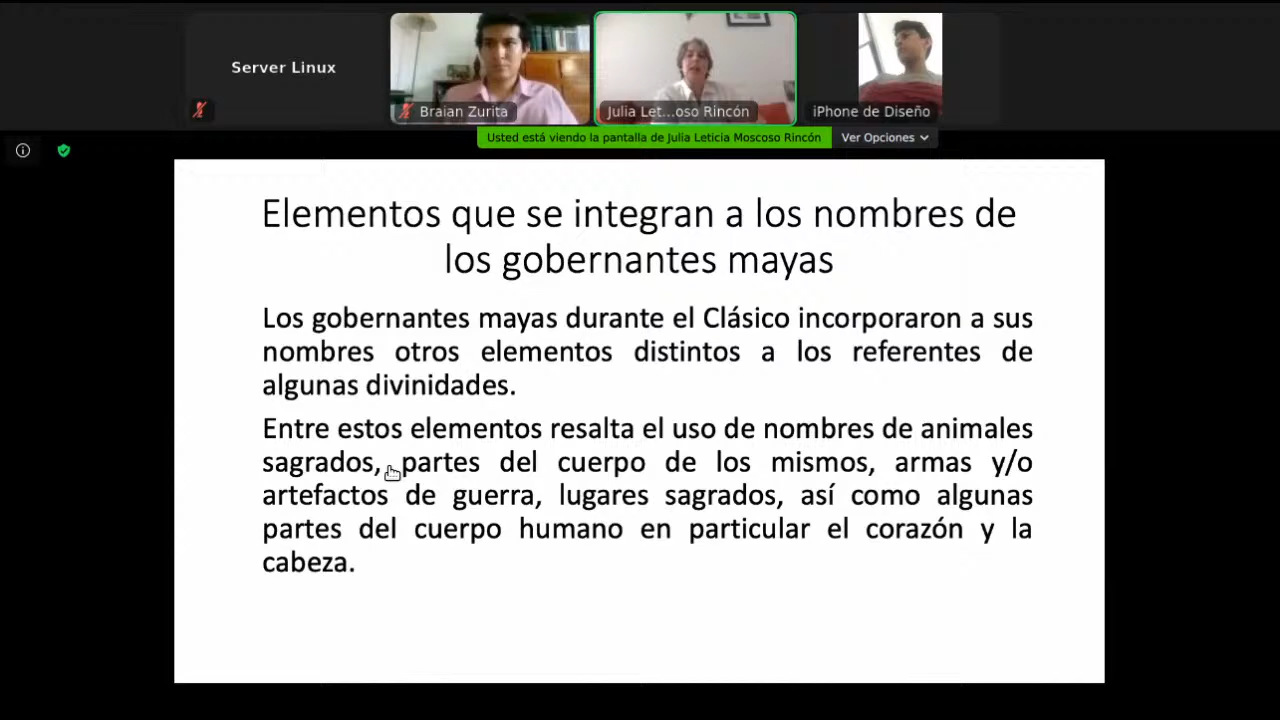 Server Linux
Braian Zurita
Julia Let...oso Rincón
iPhone de Diseño
Usted está viendo la pantalla de Julia Leticia Moscoso Rincón
Ver Opciones
Elementos que se integran a los nombres de
los gobernantes mayas
Los gobernantes mayas durante el Clásico incorporaron a sus
nombres otros elementos distintos a los referentes de
algunas divinidades.
Entre estos elementos resalta el uso de nombres de animales
sagrados, partes del cuerpo de los mismos, armas y/o
artefactos de guerra, lugares sagrados, así como algunas
partes del cuerpo humano en particular el corazón y la
cabeza.